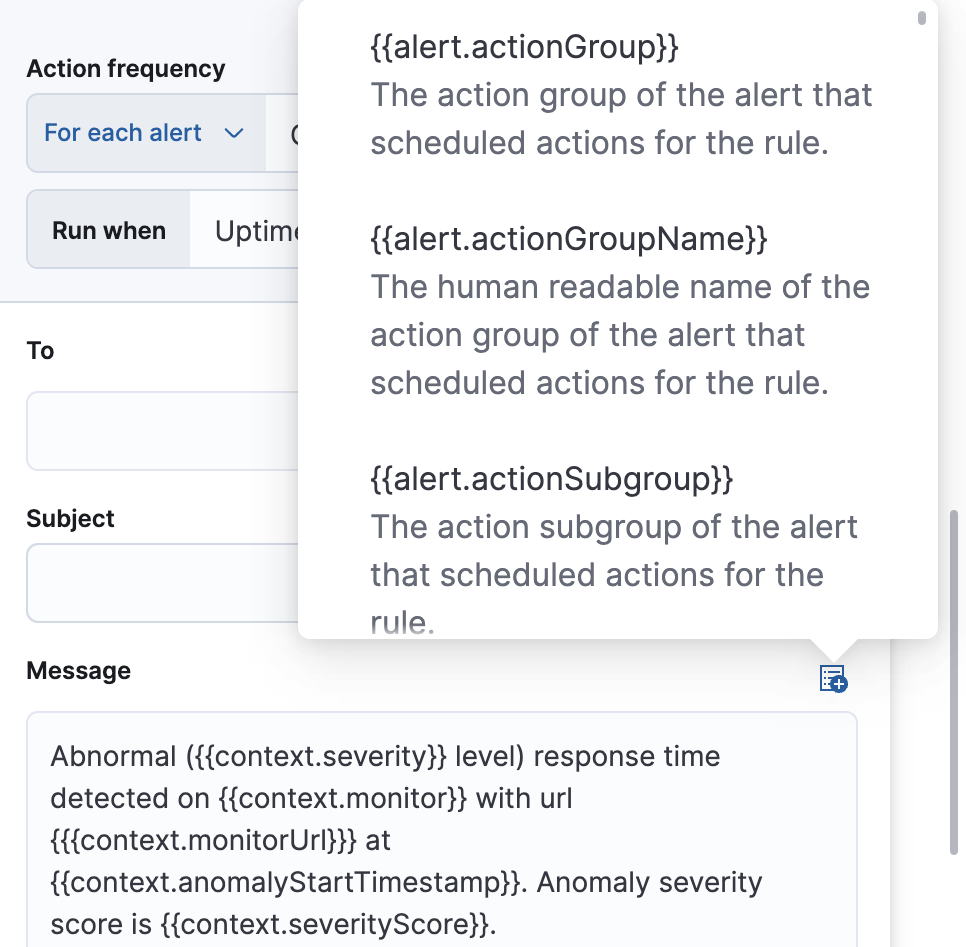 {{alert.actionGroup}}
The action group of the alert that
scheduled actions for the rule.
{{alert.actionGroupName}}
The human readable name of the
action group of the alert that
scheduled actions for the rule.
{{alert.actionSubgroup}}
The action subgroup of the alert
that scheduled actions for the
rule.
Action frequency
For each alert
Run when
To
Subject
Message
Abnormal ({{context.severity}} level) response time
detected on {{context.monitor}} with url
{{{context.monitorUrl}}} at
{{context.anomalyStartTimestamp}}. Anomaly severity
score is {{context.severityScore}}.